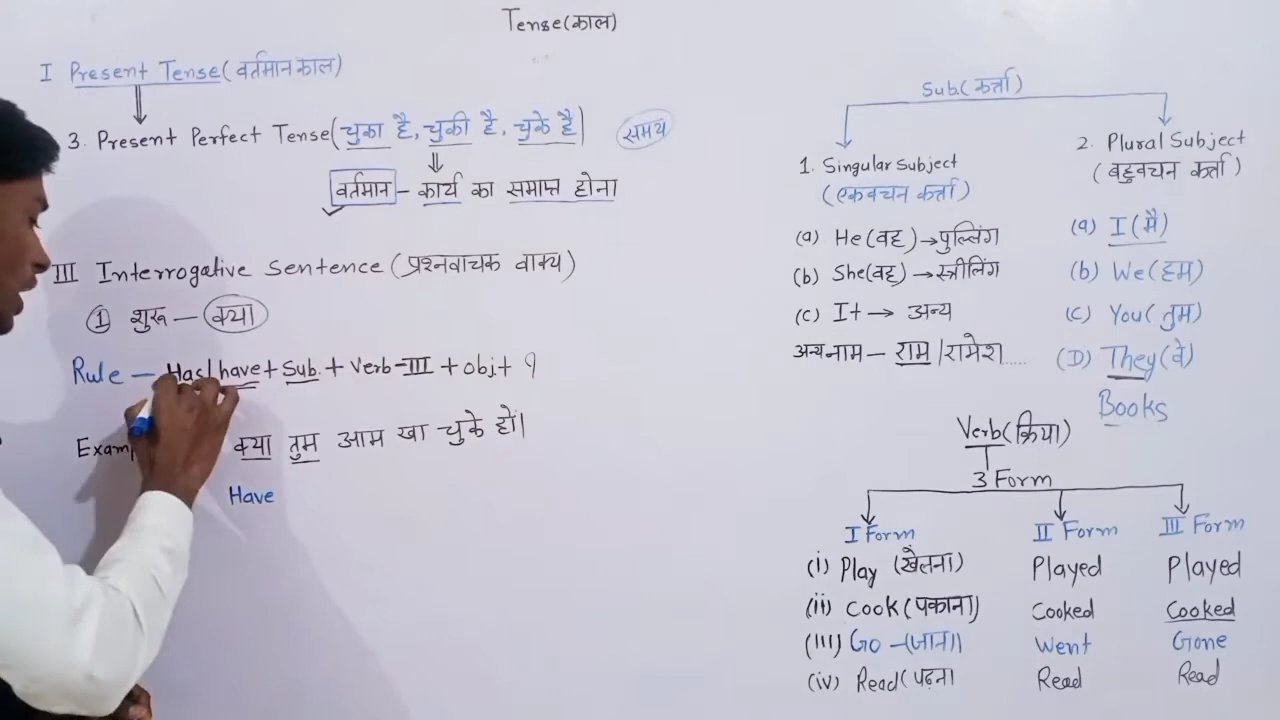 Tense(काल)
I Present Tense(वर्तमान काल)
3. Present Perfect Tense(चुका है, चुकी है, चुके है|
समय
वर्तमान – कार्य का समाप्त होना
III Interrogative Sentence (प्रश्नवाचक वाक्य)
① शुरू – क्या
Rule – Has|have + Sub. + Verb-III + obj + ?
क्या तुम आम खा चुके हो|
Have
Sub.(कर्त्ता)
1. Singular Subject
(एकवचन कर्त्ता)
(a) He(वह) → पुल्लिंग
(b) She(वह) → स्त्रीलिंग
(c) It → अन्य
अन्य नाम – राम|रामेश.....
2. Plural Subject
(बहुवचन कर्त्ता)
(a) I(मै)
(b) We(हम)
(C) You(तुम)
(D) They(वे)
Books
Verb(क्रिया)
3 Form
I Form II Form III Form
(i) Play (खेलना) Played Played
(ii) Cook(पकाना) Cooked Cooked
(III) Go –(जाना) Went Gone
(iv) Read(पढ़ना Read Read